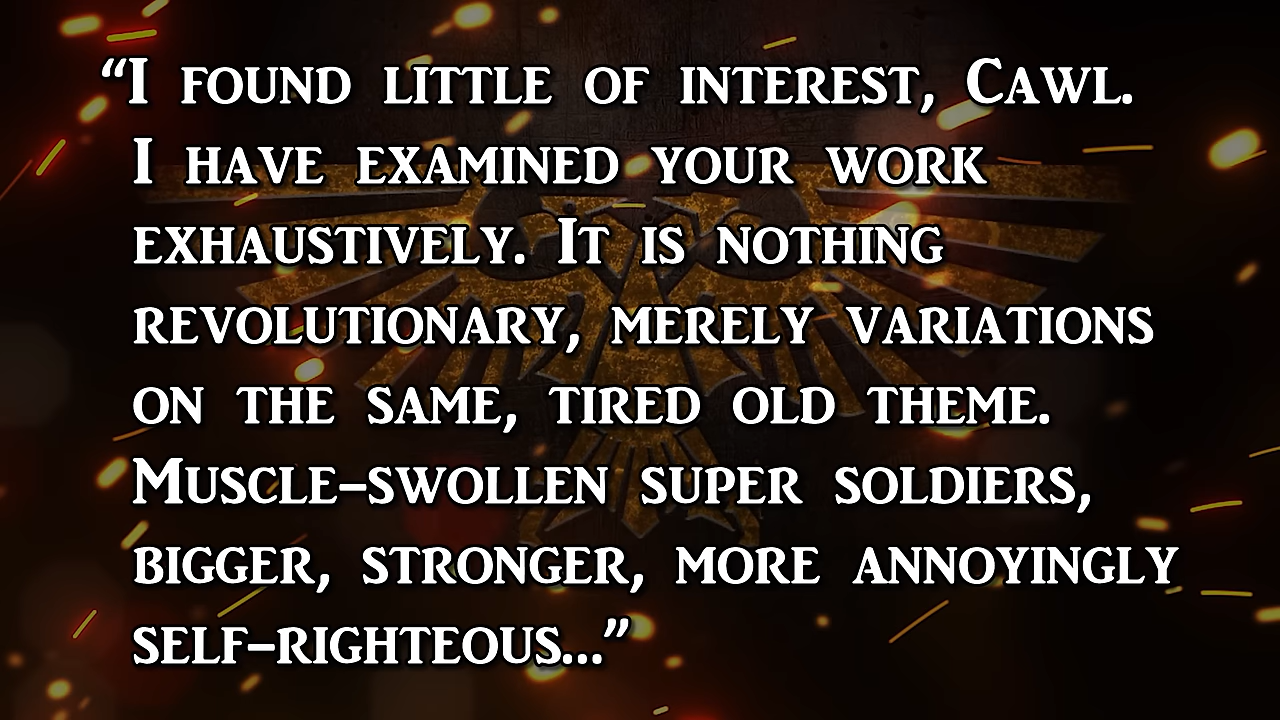 “I found little of interest, Cawl.
I have examined your work
exhaustively. It is nothing
revolutionary, merely variations
on the same, tired old theme.
Muscle-swollen super soldiers,
bigger, stronger, more annoyingly
self-righteous...”